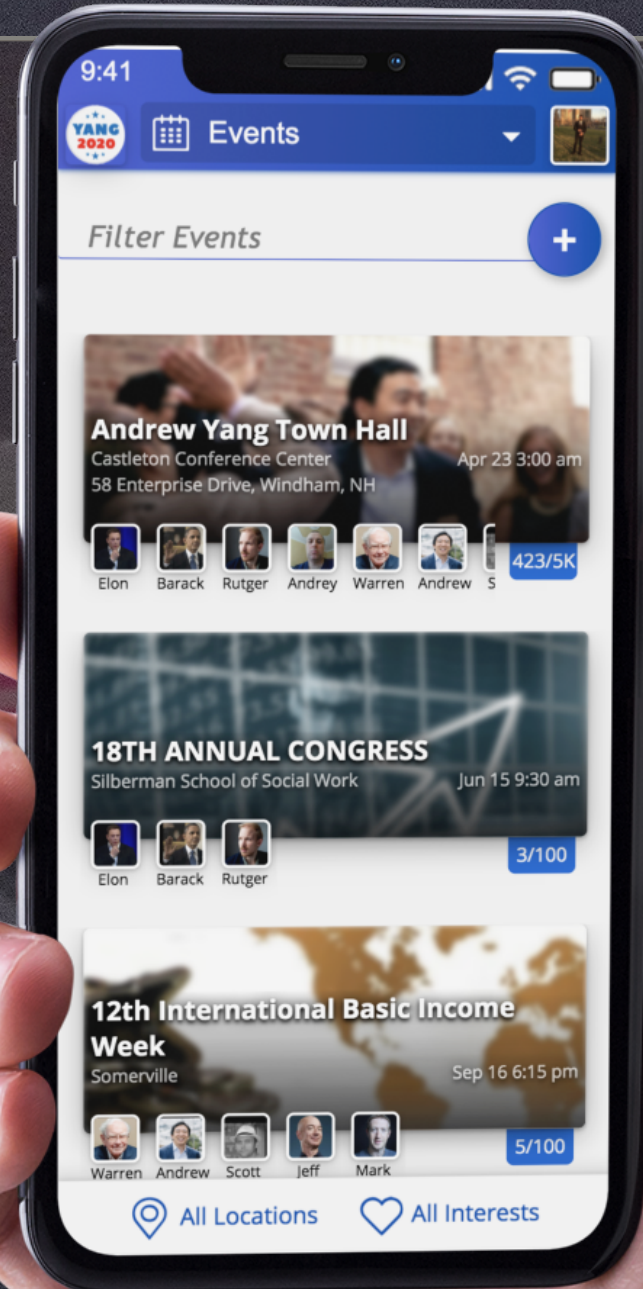 9:41
YANG
2020
Events
Filter Events
+
Andrew Yang Town Hall
Castleton Conference Center
Apr 23 3:00 am
58 Enterprise Drive, Windham, NH
Elon Barack Rutger Andrey Warren Andrew S
423/5K
18TH ANNUAL CONGRESS
Silberman School of Social Work
Jun 15 9:30 am
Elon Barack Rutger
3/100
12th International Basic Income
Week
Somerville
Sep 16 6:15 pm
Warren Andrew Scott Jeff Mark
5/100
All Locations
All Interests